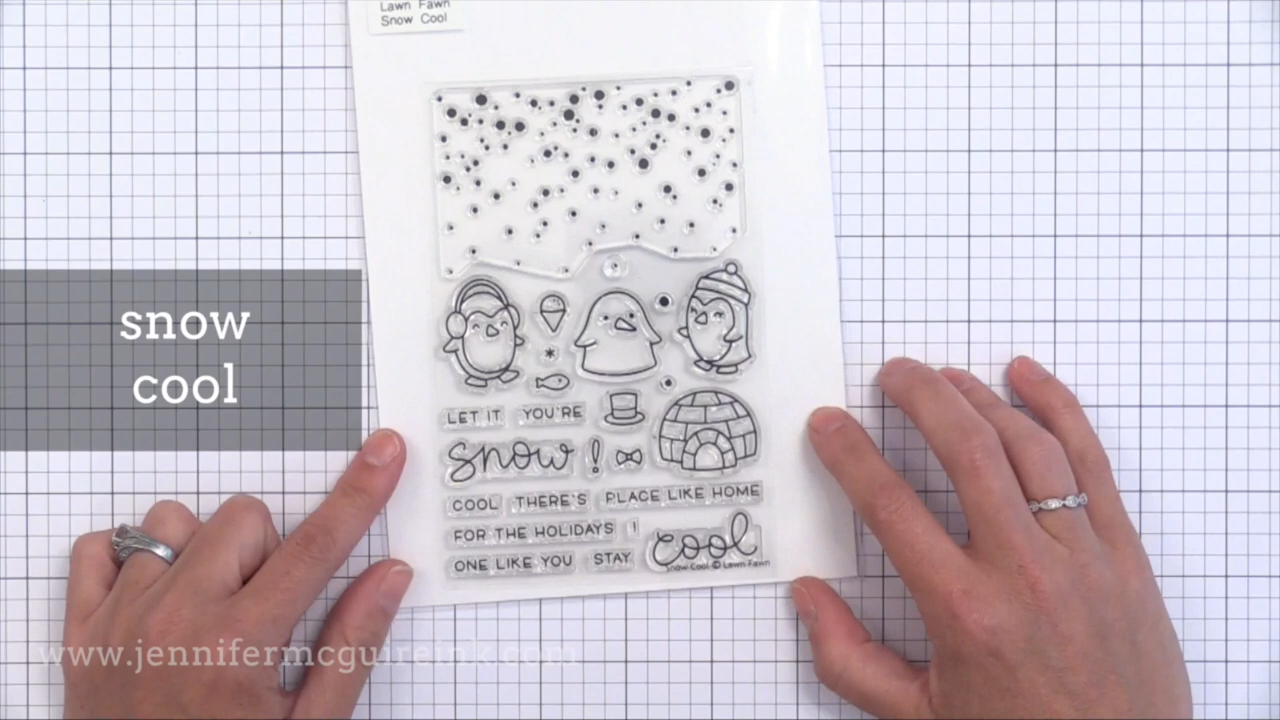 Lawn Fawn
Snow Cool
snow
cool
LET IT YOU'RE
snow !
COOL THERE'S PLACE LIKE HOME
FOR THE HOLIDAYS !
ONE LIKE YOU STAY
cool
Snow Cool © Lawn Fawn
www.jennifermcguireink.com